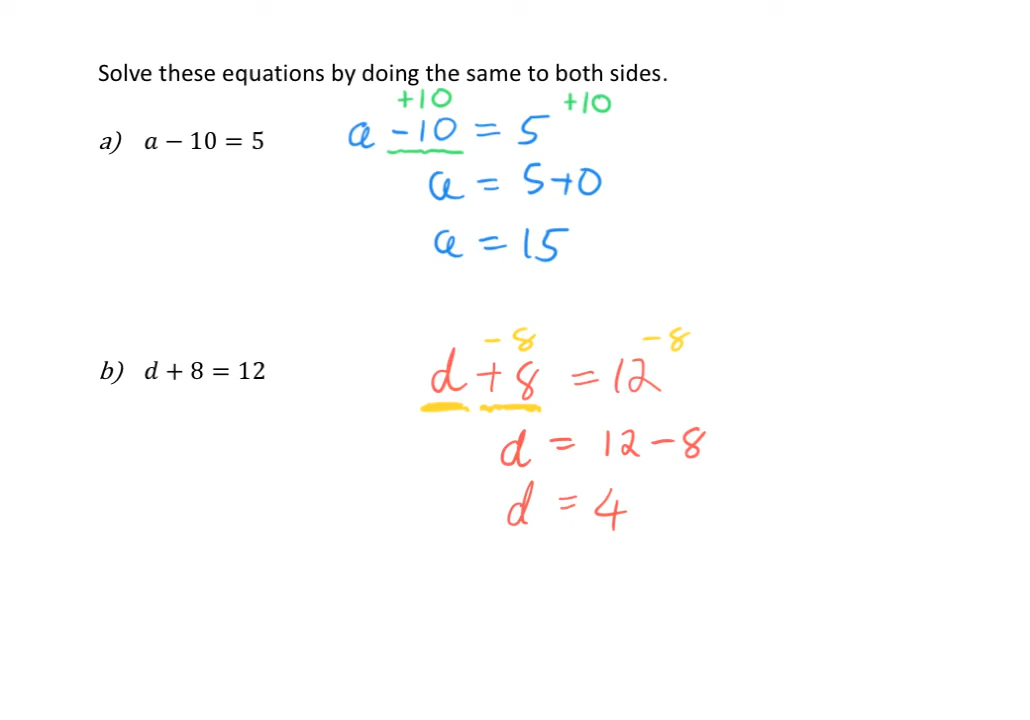 Solve these equations by doing the same to both sides.
+10 +10
a) a − 10 = 5 a − 10 = 5
a = 5+0
a = 15
−8 −8
b) d + 8 = 12 d + 8 = 12
d = 12 − 8
d = 4